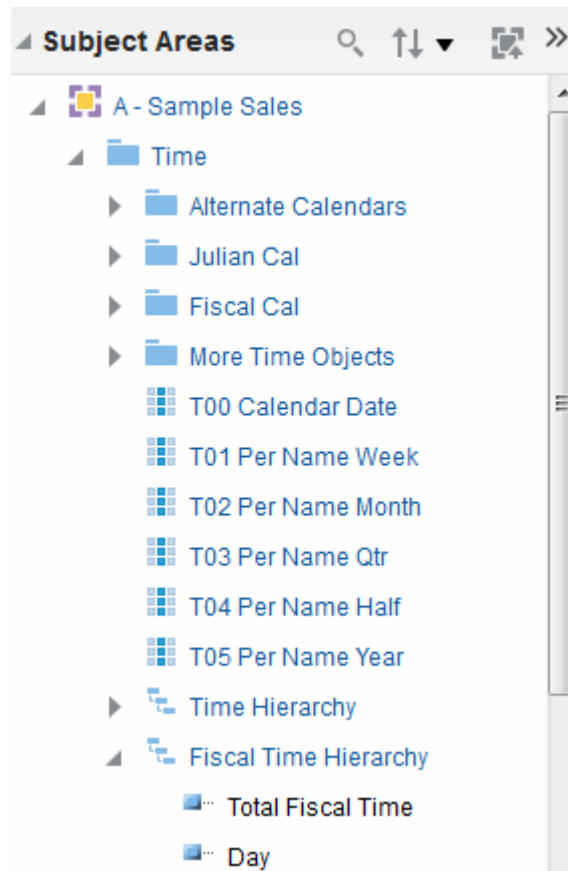 Subject Areas
A - Sample Sales
Time
Alternate Calendars
Julian Cal
Fiscal Cal
More Time Objects
T00 Calendar Date
T01 Per Name Week
T02 Per Name Month
T03 Per Name Qtr
T04 Per Name Half
T05 Per Name Year
Time Hierarchy
Fiscal Time Hierarchy
Total Fiscal Time
Day